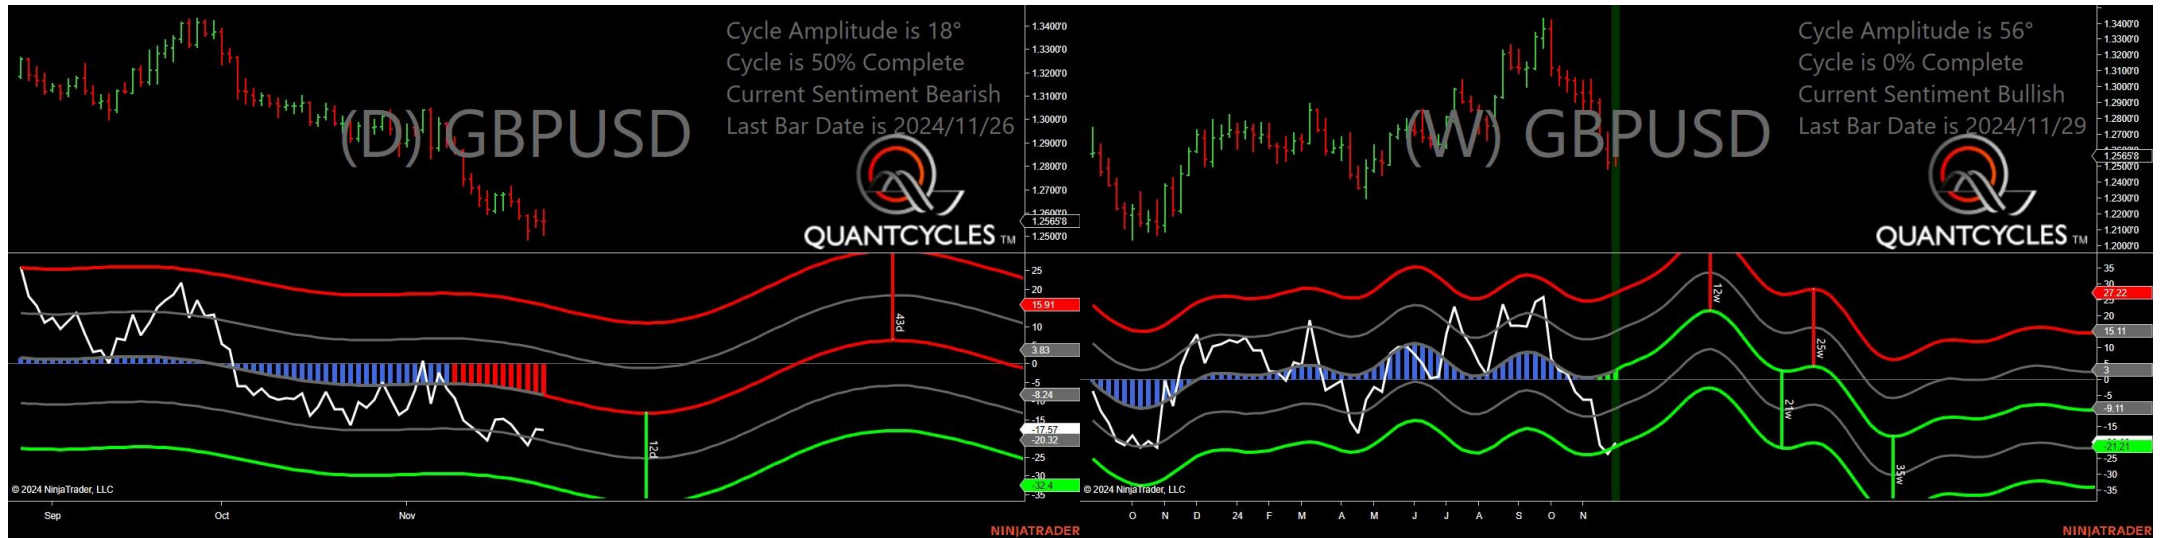 Cycle Amplitude is 18°
Cycle is 50% Complete
Current Sentiment Bearish
Last Bar Date is 2024/11/26
(D) GBPUSD
QUANTCYCLES TM
1.3400'0
1.3300'0
1.3200'0
1.3100'0
1.3000'0
1.2900'0
1.2800'0
1.2700'0
1.2600'0
1.2565'8
1.2500'0
25
20
15.91
10
3.83
0
-5
-8.24
-15
-17.57
-20.32
-25
-30
-32.4
-35
43d
12d
© 2024 NinjaTrader, LLC
Sep Oct Nov
NINJATRADER
Cycle Amplitude is 56°
Cycle is 0% Complete
Current Sentiment Bullish
Last Bar Date is 2024/11/29
(W) GBPUSD
QUANTCYCLES TM
1.3400'0
1.3300'0
1.3200'0
1.3100'0
1.3000'0
1.2900'0
1.2800'0
1.2700'0
1.2565'8
1.2500'0
1.2400'0
1.2300'0
1.2200'0
1.2100'0
1.2000'0
35
30
27.22
25
20
15.11
10
5
3
0
-5
-9.11
-15
-21.21
-25
-30
-35
12w
25w
21w
35w
© 2024 NinjaTrader, LLC
O N D 24 F M A M J J A S O N
NINJATRADER